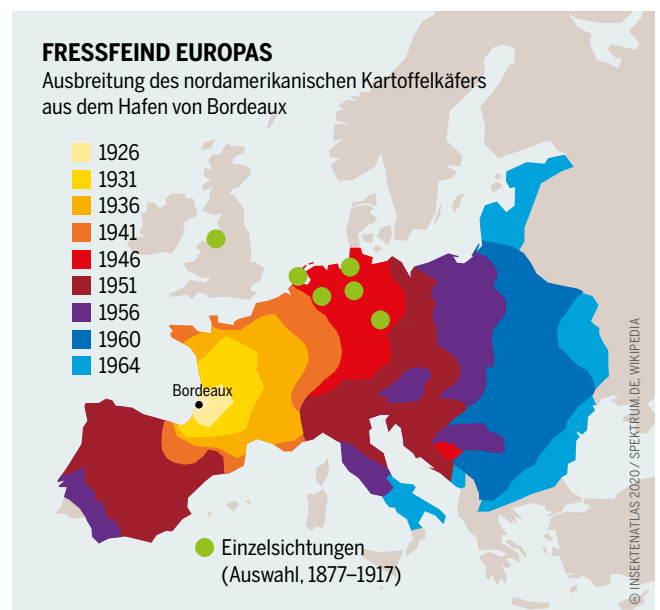 FRESSFEIND EUROPAS
Ausbreitung des nordamerikanischen Kartoffelkäfers
aus dem Hafen von Bordeaux
1926
1931
1936
1941
1946
1951
1956
1960
1964
Bordeaux
Einzelsichtungen
(Auswahl, 1877–1917)
© INSEKTENATLAS 2020 / SPEKTRUM.DE, WIKIPEDIA